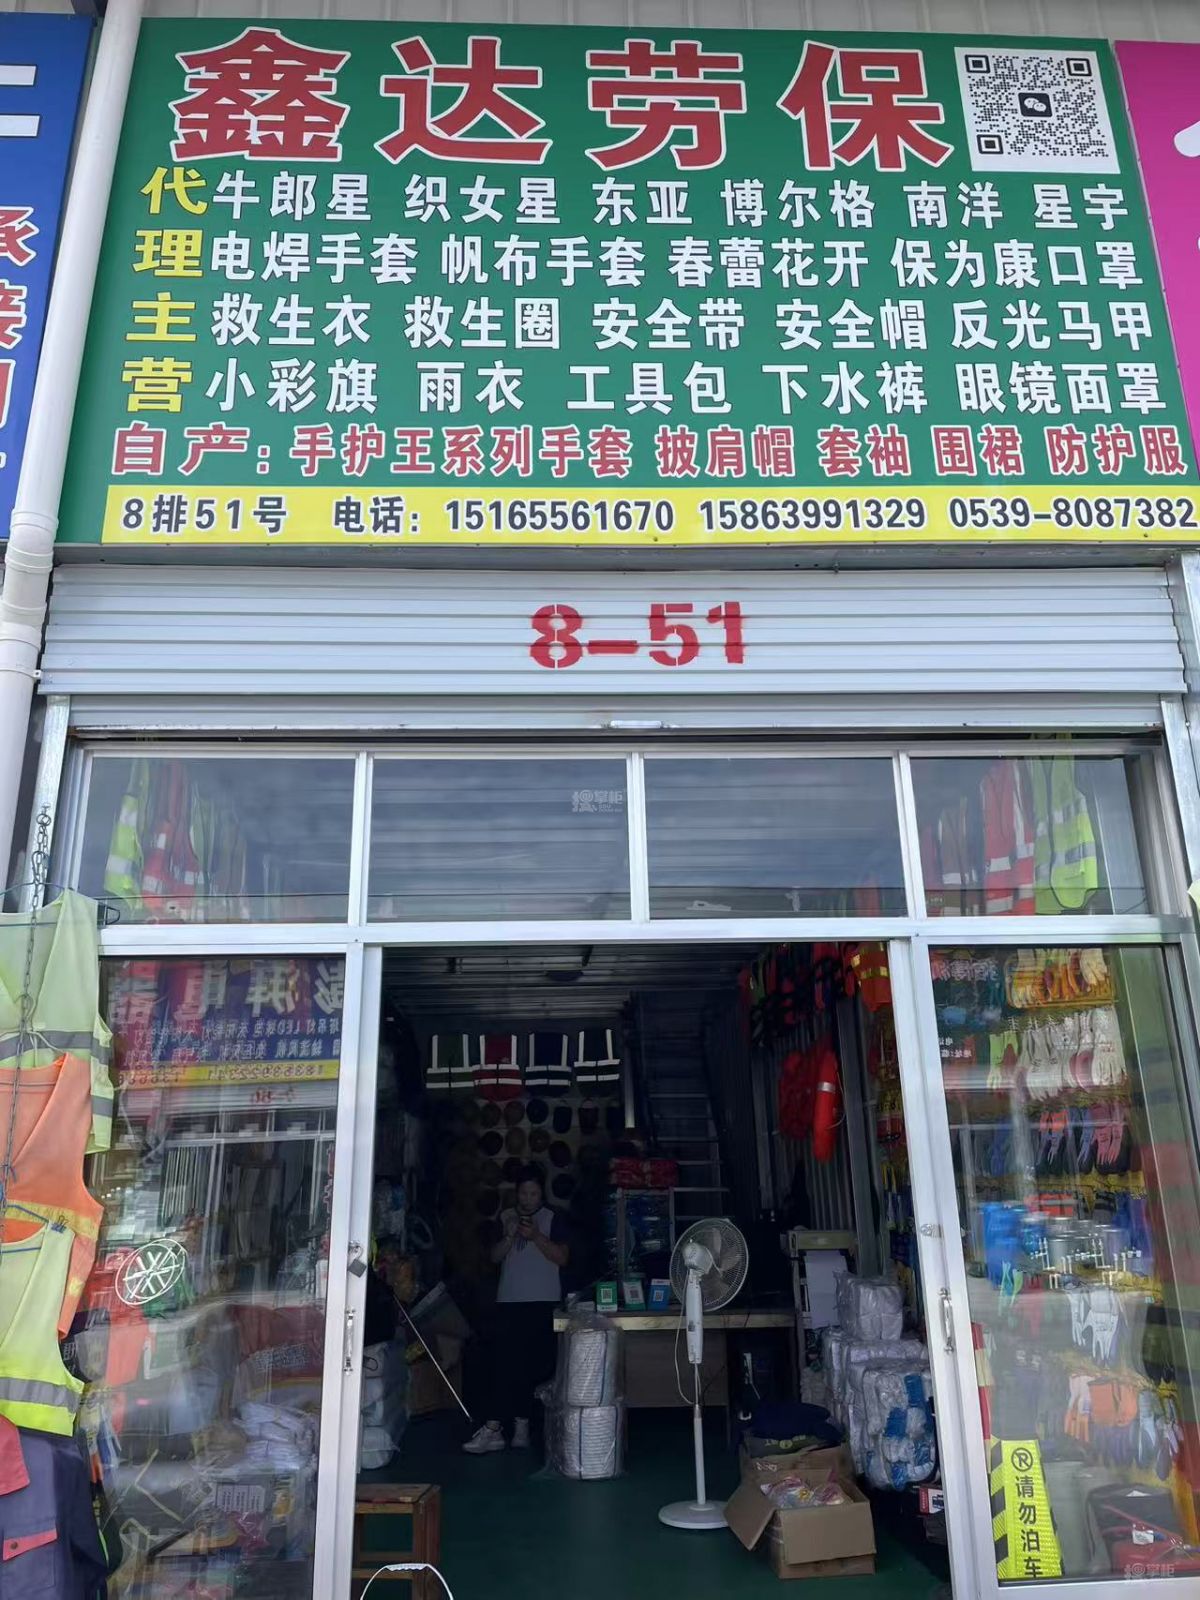 鑫达劳保
代理 牛郎星 织女星 东亚 博尔格 南洋 星宇
电焊手套 帆布手套 春蕾花开 保为康口罩
主营 救生衣 救生圈 安全带 安全帽 反光马甲
小彩旗 雨衣 工具包 下水裤 眼镜面罩
自产：手护王系列手套 披肩帽 套袖 围裙 防护服
8排51号 电话：15165561670 15863991329 0539-8087382
8-51
承接
掌柜
请勿泊车